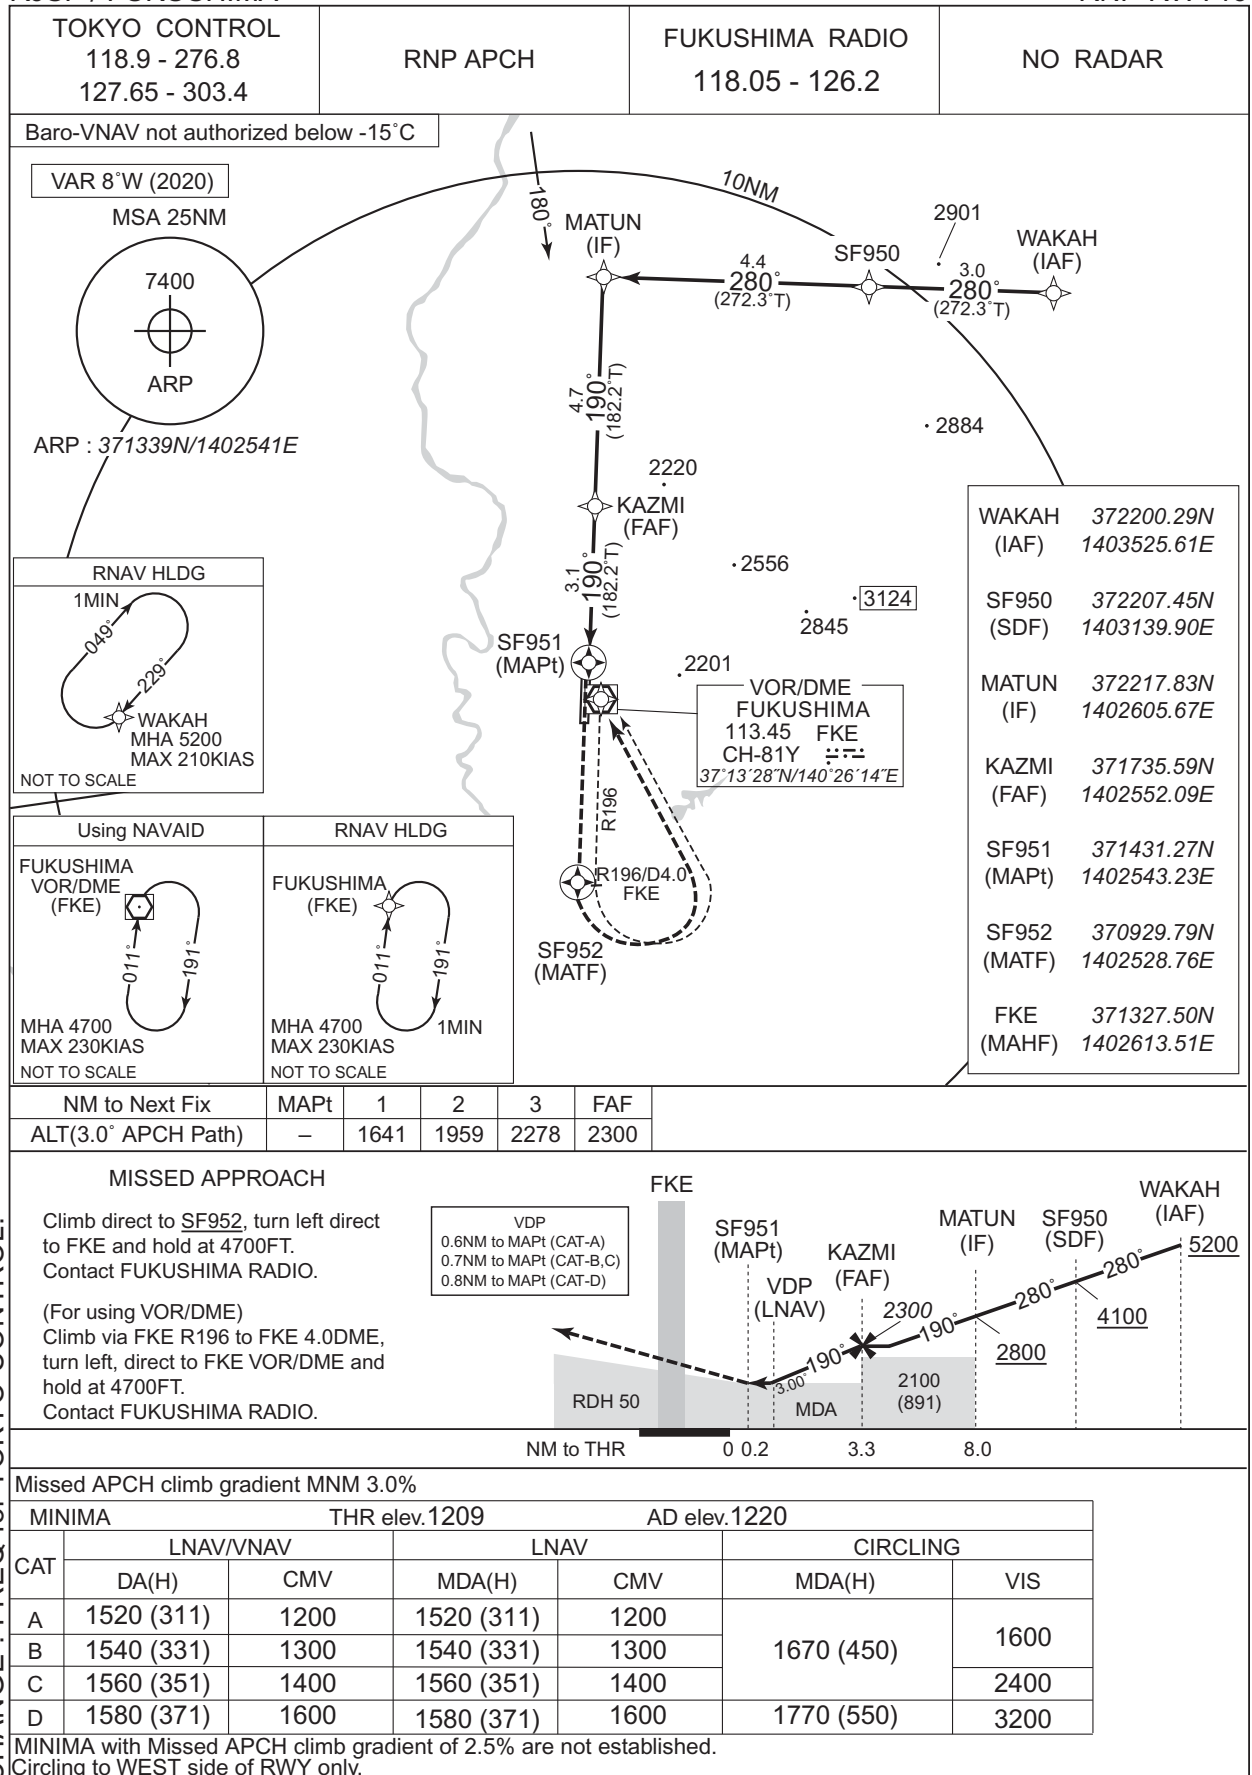 TOKYO CONTROL
118.9 - 276.8
127.65 - 303.4
RNP APCH
FUKUSHIMA RADIO
118.05 - 126.2
NO RADAR
Baro-VNAV not authorized below -15˚C
VAR 8˚W (2020)
MSA 25NM
7400
ARP
ARP : 371339N/1402541E
10NM
180˚
MATUN
(IF)
4.4
280˚
(272.3˚T)
SF950
2901
3.0
280˚
(272.3˚T)
WAKAH
(IAF)
4.7
190˚
(182.2˚T)
2884
2220
KAZMI
(FAF)
3.1
190˚
(182.2˚T)
2556
3124
2845
SF951
(MAPt)
2201
VOR/DME
FUKUSHIMA
113.45 FKE
CH-81Y
37˚13´28˝N/140˚26´14˝E
R196
R196/D4.0
FKE
SF952
(MATF)
WAKAH 372200.29N
(IAF) 1403525.61E
SF950 372207.45N
(SDF) 1403139.90E
MATUN 372217.83N
(IF) 1402605.67E
KAZMI 371735.59N
(FAF) 1402552.09E
SF951 371431.27N
(MAPt) 1402543.23E
SF952 370929.79N
(MATF) 1402528.76E
FKE 371327.50N
(MAHF) 1402613.51E
RNAV HLDG
1MIN
049˚
229˚
WAKAH
MHA 5200
MAX 210KIAS
NOT TO SCALE
Using NAVAID
FUKUSHIMA
VOR/DME
(FKE)
011˚
191˚
MHA 4700
MAX 230KIAS
NOT TO SCALE
RNAV HLDG
FUKUSHIMA
(FKE)
011˚
191˚
MHA 4700 1MIN
MAX 230KIAS
NOT TO SCALE
NM to Next Fix MAPt 1 2 3 FAF
ALT(3.0˚ APCH Path) – 1641 1959 2278 2300
MISSED APPROACH
Climb direct to SF952, turn left direct
to FKE and hold at 4700FT.
Contact FUKUSHIMA RADIO.
(For using VOR/DME)
Climb via FKE R196 to FKE 4.0DME,
turn left, direct to FKE VOR/DME and
hold at 4700FT.
Contact FUKUSHIMA RADIO.
VDP
0.6NM to MAPt (CAT-A)
0.7NM to MAPt (CAT-B,C)
0.8NM to MAPt (CAT-D)
FKE
SF951
(MAPt)
VDP
(LNAV)
KAZMI
(FAF)
MATUN
(IF)
SF950
(SDF)
WAKAH
(IAF)
5200
280˚
4100
280˚
2800
190˚
2300
190˚
3.00˚
2100
(891)
MDA
RDH 50
NM to THR 0 0.2 3.3 8.0
Missed APCH climb gradient MNM 3.0%
MINIMA THR elev.1209 AD elev.1220
CAT LNAV/VNAV LNAV CIRCLING
DA(H) CMV MDA(H) CMV MDA(H) VIS
A 1520 (311) 1200 1520 (311) 1200 1670 (450) 1600
B 1540 (331) 1300 1540 (331) 1300
C 1560 (351) 1400 1560 (351) 1400 2400
D 1580 (371) 1600 1580 (371) 1600 1770 (550) 3200
MINIMA with Missed APCH climb gradient of 2.5% are not established.
Circling to WEST side of RWY only.